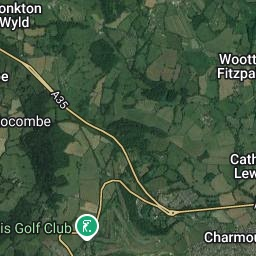 onkton
Wyld
Woott
Fitzpa
e
A35
ocombe
Cath
Lew
A
is Golf Club
Charmou